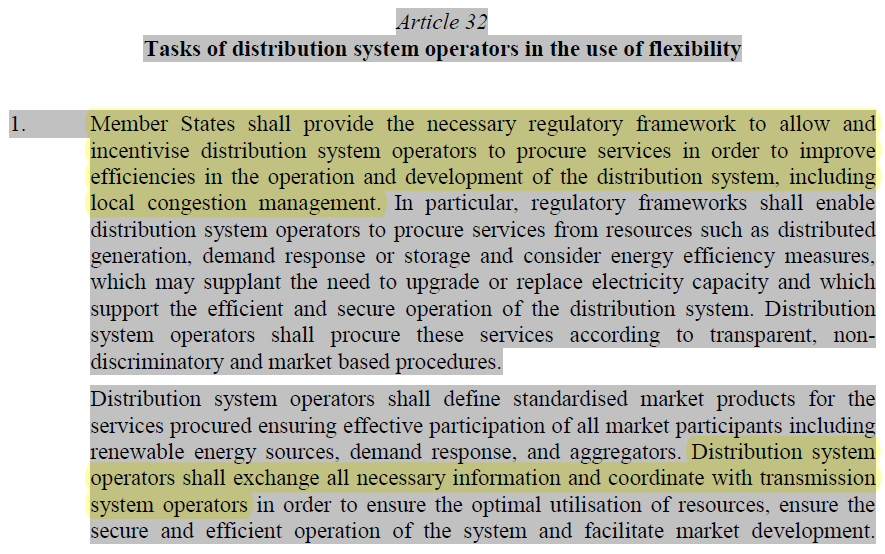 Article 32
Tasks of distribution system operators in the use of flexibility
1. Member States shall provide the necessary regulatory framework to allow and
incentivise distribution system operators to procure services in order to improve
efficiencies in the operation and development of the distribution system, including
local congestion management. In particular, regulatory frameworks shall enable
distribution system operators to procure services from resources such as distributed
generation, demand response or storage and consider energy efficiency measures,
which may supplant the need to upgrade or replace electricity capacity and which
support the efficient and secure operation of the distribution system. Distribution
system operators shall procure these services according to transparent, non-
discriminatory and market based procedures.
Distribution system operators shall define standardised market products for the
services procured ensuring effective participation of all market participants including
renewable energy sources, demand response, and aggregators. Distribution system
operators shall exchange all necessary information and coordinate with transmission
system operators in order to ensure the optimal utilisation of resources, ensure the
secure and efficient operation of the system and facilitate market development.